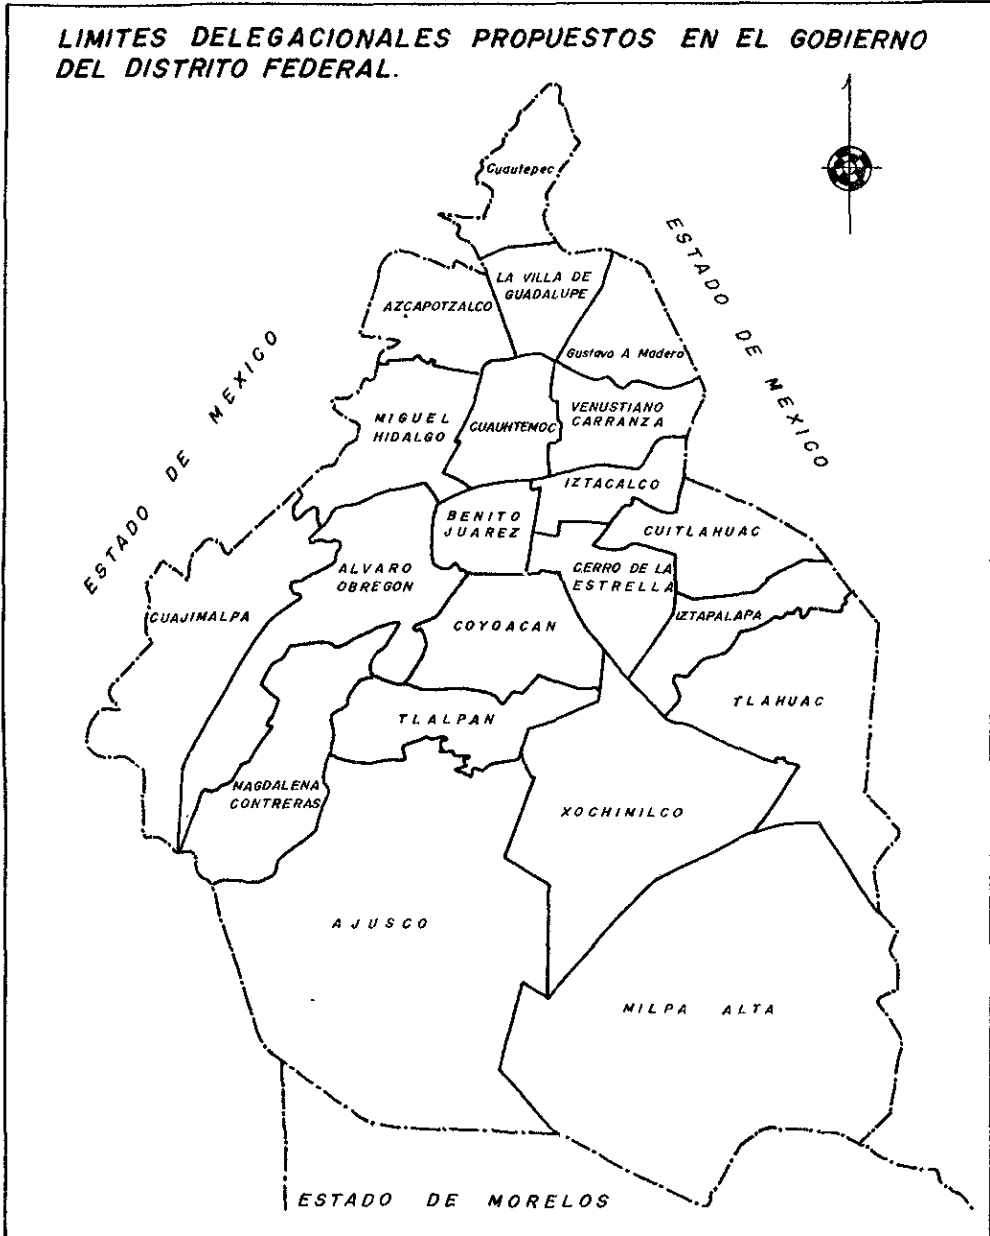 LIMITES DELEGACIONALES PROPUESTOS EN EL GOBIERNO
DEL DISTRITO FEDERAL.
Cuautepec
ESTADO DE MEXICO
LA VILLA DE
GUADALUPE
AZCAPOTZALCO
Gustavo A Madero
ESTADO DE MEXICO
MIGUEL
HIDALGO
CUAUHTEMOC
VENUSTIANO
CARRANZA
IZTACALCO
BENITO
JUAREZ
CUITLAHUAC
ALVARO
OBREGON
CERRO DE LA
ESTRELLA
CUAJIMALPA
COYOACAN
IZTAPALAPA
TLALPAN
TLAHUAC
MAGDALENA
CONTRERAS
XOCHIMILCO
AJUSCO
MILPA ALTA
ESTADO DE MORELOS